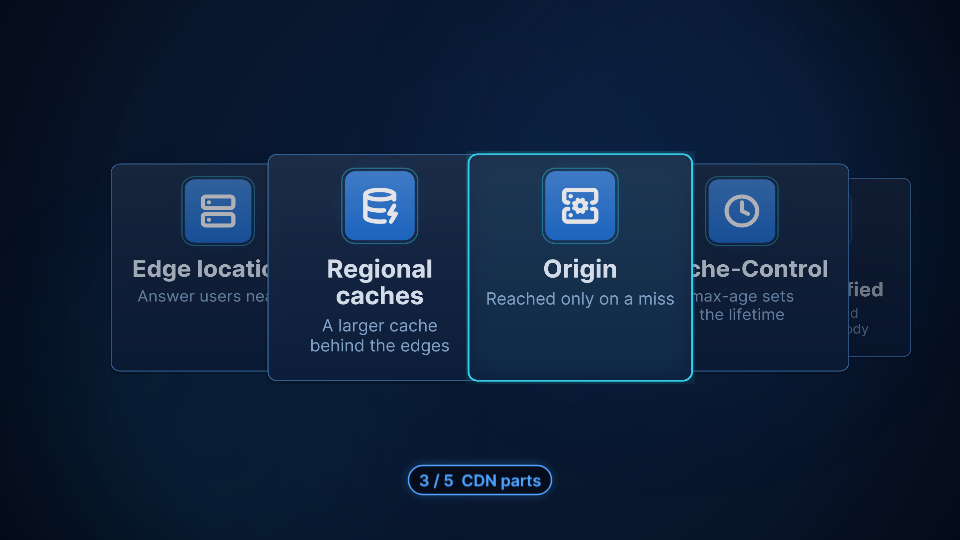 Edge locatio
Answer users nea
Regional
caches
A larger cache
behind the edges
Origin
Reached only on a miss
che-Control
max-age sets
the lifetime
fied
d
ody
3 / 5 CDN parts